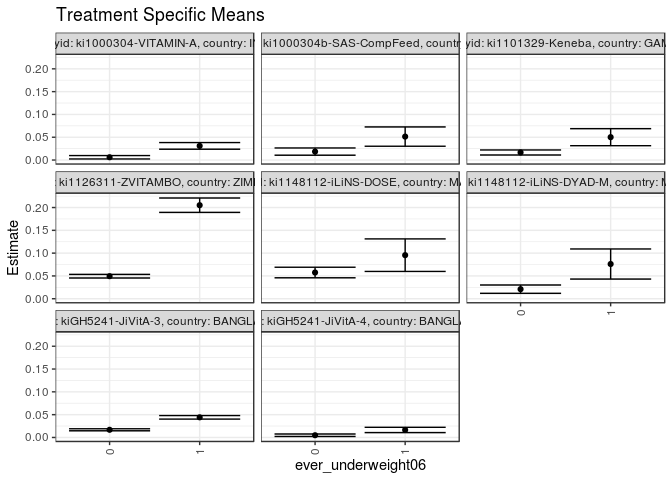 Treatment Specific Means
yid: ki1000304-VITAMIN-A, country: I
ki1000304b-SAS-CompFeed, countr
yid: ki1101329-Keneba, country: GAM
0.20
0.15
0.10
0.05
0.00
: ki1126311-ZVITAMBO, country: ZIM
: ki1148112-iLiNS-DOSE, country: MA
ki1148112-iLiNS-DYAD-M, country: M
0.20
0.15
0.10
0.05
0.00
Estimate
0 1
: kiGH5241-JiVitA-3, country: BANGLA
: kiGH5241-JiVitA-4, country: BANGLA
0.20
0.15
0.10
0.05
0.00
0 1 0 1
ever_underweight06